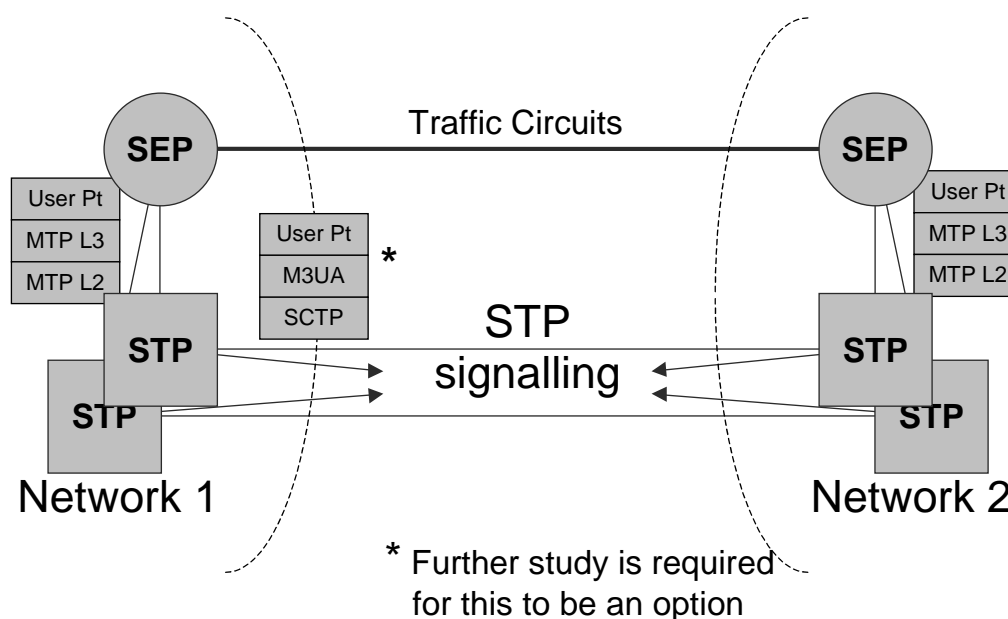 Traffic Circuits
SEP
SEP
User Pt
MTP L3
MTP L2
User Pt
M3UA
SCTP
*
User Pt
MTP L3
MTP L2
STP
STP
STP
signalling
STP
STP
Network 1
Network 2
* Further study is required
for this to be an option